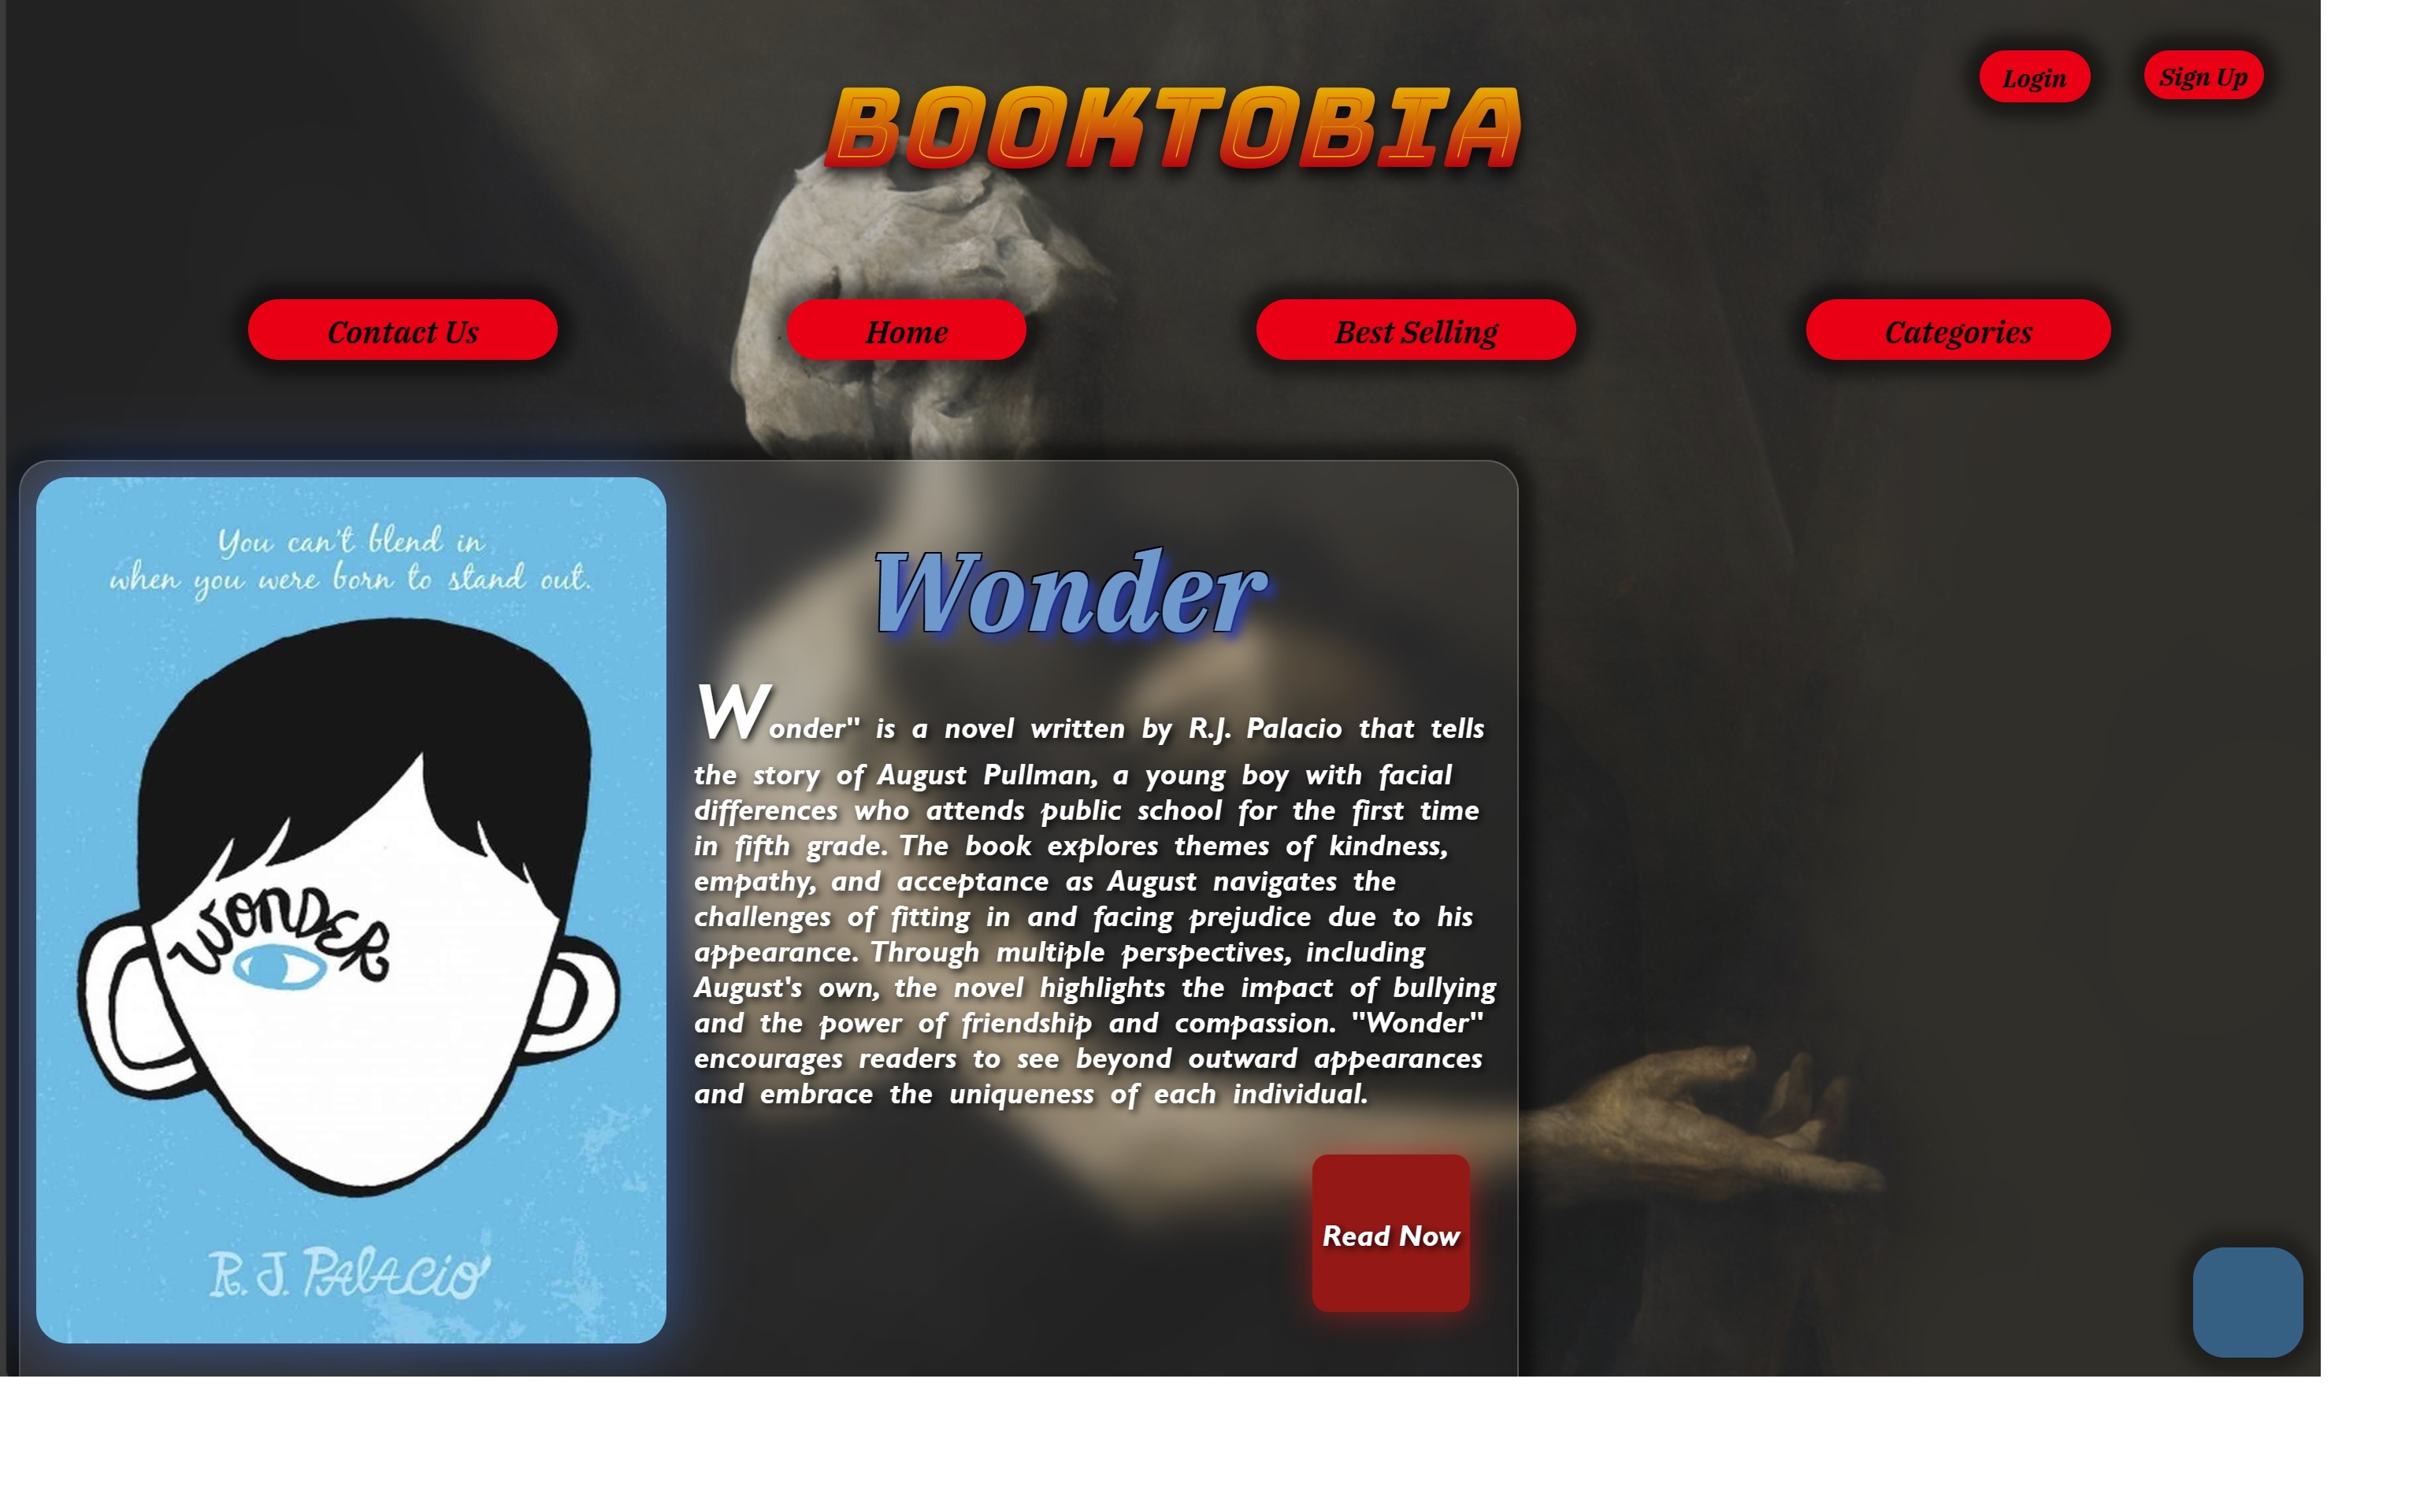 Login
Sign Up
BOOKTOBIA
Contact Us
Home
Best Selling
Categories
You can't blend in
when you were born to stand out.
WONDER
R. J. PALACIO
Wonder
Wonder" is a novel written by R.J. Palacio that tells
the story of August Pullman, a young boy with facial
differences who attends public school for the first time
in fifth grade. The book explores themes of kindness,
empathy, and acceptance as August navigates the
challenges of fitting in and facing prejudice due to his
appearance. Through multiple perspectives, including
August's own, the novel highlights the impact of bullying
and the power of friendship and compassion. "Wonder"
encourages readers to see beyond outward appearances
and embrace the uniqueness of each individual.
Read Now